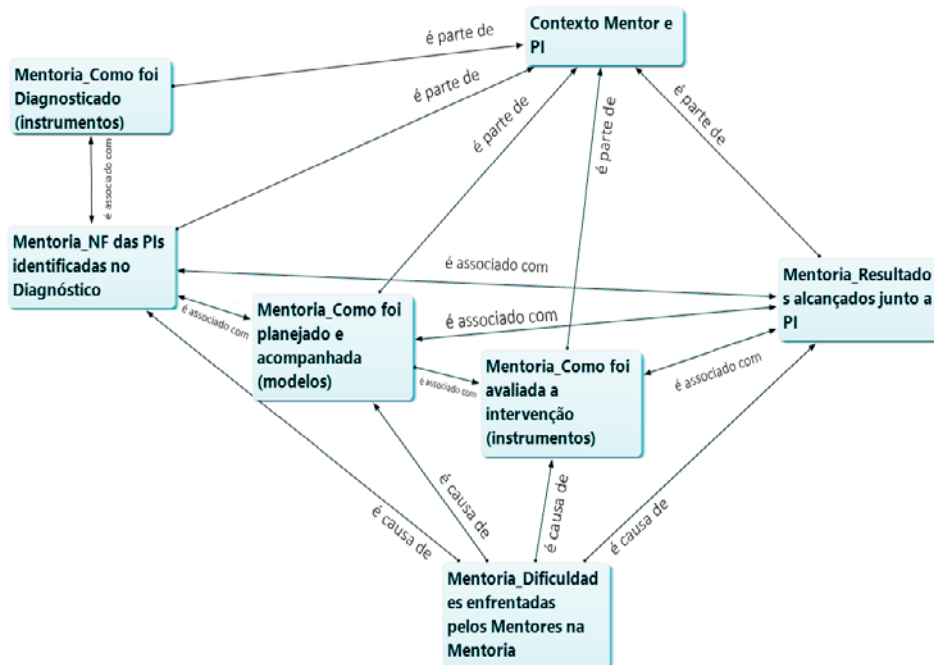 Contexto Mentor e
PI
é parte de
Mentoria_Como foi
Diagnosticado
(instrumentos)
é parte de
é parte de
é parte de
é parte de
é associado com
Mentoria_NF das PIs
identificadas no
Diagnóstico
é associado com
Mentoria_Resultado
s alcançados junto a
PI
é associado com
Mentoria_Como foi
planejado e
acompanhada
(modelos)
é associado com
Mentoria_Como foi
avaliada a
intervenção
(instrumentos)
é associado com
é associado com
é causa de
é causa de
é causa de
é causa de
Mentoria_Dificuldad
es enfrentadas
pelos Mentores na
Mentoria